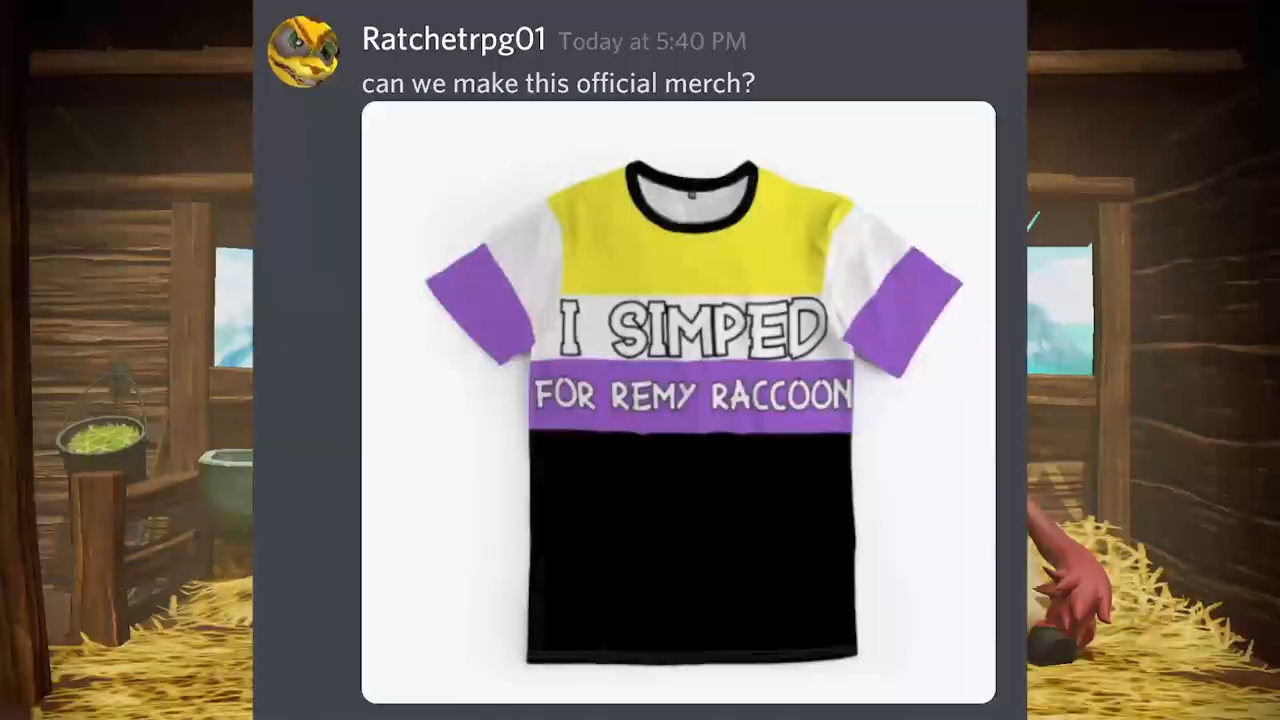 Ratchetrpg01 Today at 5:40 PM
can we make this official merch?
I SIMPED
FOR REMY RACCOON